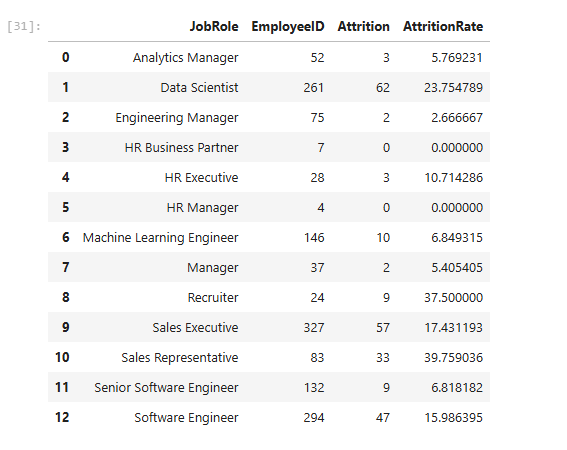 [31]:
JobRole EmployeeID Attrition AttritionRate
0 Analytics Manager 52 3 5.769231
1 Data Scientist 261 62 23.754789
2 Engineering Manager 75 2 2.666667
3 HR Business Partner 7 0 0.000000
4 HR Executive 28 3 10.714286
5 HR Manager 4 0 0.000000
6 Machine Learning Engineer 146 10 6.849315
7 Manager 37 2 5.405405
8 Recruiter 24 9 37.500000
9 Sales Executive 327 57 17.431193
10 Sales Representative 83 33 39.759036
11 Senior Software Engineer 132 9 6.818182
12 Software Engineer 294 47 15.986395